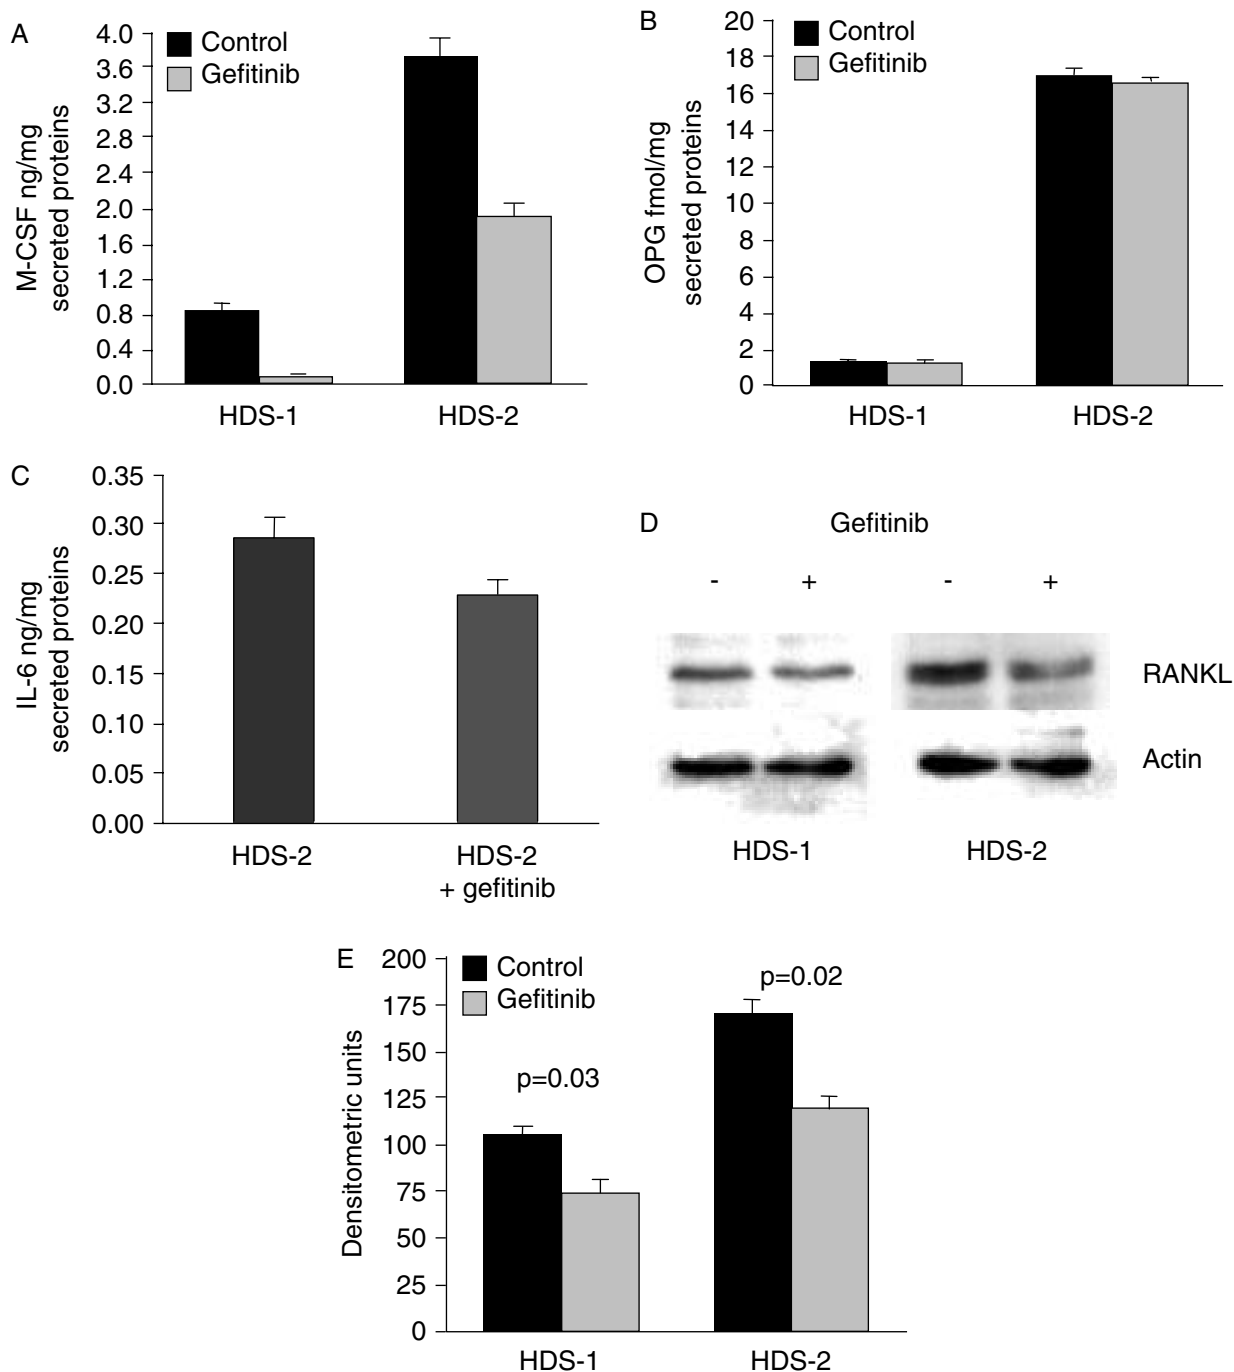 A
4.0
3.6
3.2
2.8
2.4
2.0
1.6
1.2
0.8
0.4
0.0
M-CSF ng/mg
secreted proteins
Control
Gefitinib
HDS-1
HDS-2
B
20
18
16
14
12
10
8
6
4
2
0
OPG fmol/mg
secreted proteins
Control
Gefitinib
HDS-1
HDS-2
C
0.35
0.30
0.25
0.20
0.15
0.10
0.05
0.00
IL-6 ng/mg
secreted proteins
HDS-2
HDS-2
+ gefitinib
D
Gefitinib
- + - +
RANKL
Actin
HDS-1
HDS-2
E
200
175
150
125
100
75
50
25
0
Densitometric units
Control
Gefitinib
p=0.03
p=0.02
HDS-1
HDS-2